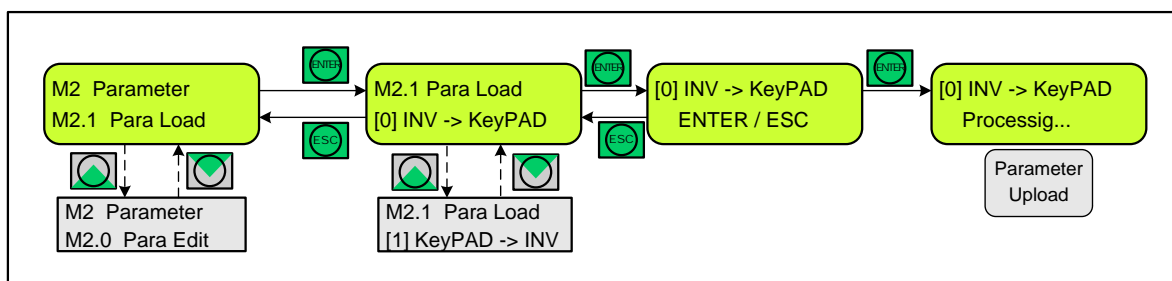 ENTER
ENTER
ENTER
M2 Parameter
M2.1 Para Load
M2.1 Para Load
[0] INV -> KeyPAD
[0] INV -> KeyPAD
ENTER / ESC
[0] INV -> KeyPAD
Processig...
ESC
ESC
M2 Parameter
M2.0 Para Edit
M2.1 Para Load
[1] KeyPAD -> INV
Parameter
Upload